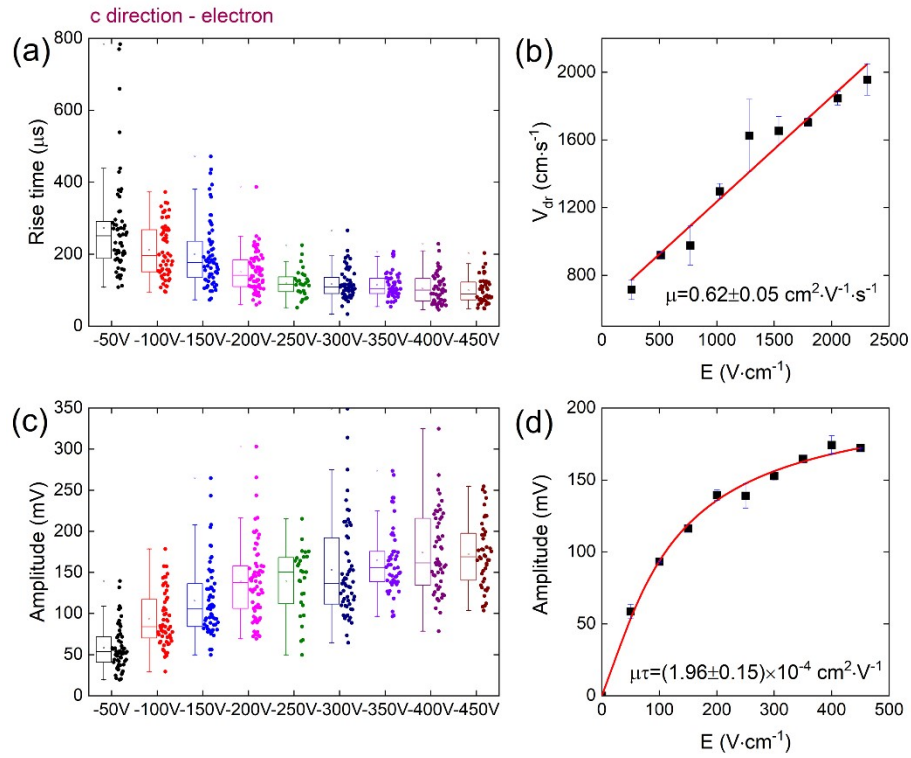 c direction - electron
(a)
Rise time (μs)
800
600
400
200
0
-50V -100V -150V -200V -250V -300V -350V -400V -450V
(b)
V_dr (cm·s⁻¹)
2000
1600
1200
800
μ=0.62±0.05 cm²·V⁻¹·s⁻¹
0 500 1000 1500 2000 2500
E (V·cm⁻¹)
(c)
Amplitude (mV)
350
300
250
200
150
100
50
0
-50V -100V -150V -200V -250V -300V -350V -400V -450V
(d)
Amplitude (mV)
200
150
100
50
0
μτ=(1.96±0.15)×10⁻⁴ cm²·V⁻¹
0 100 200 300 400 500
E (V·cm⁻¹)